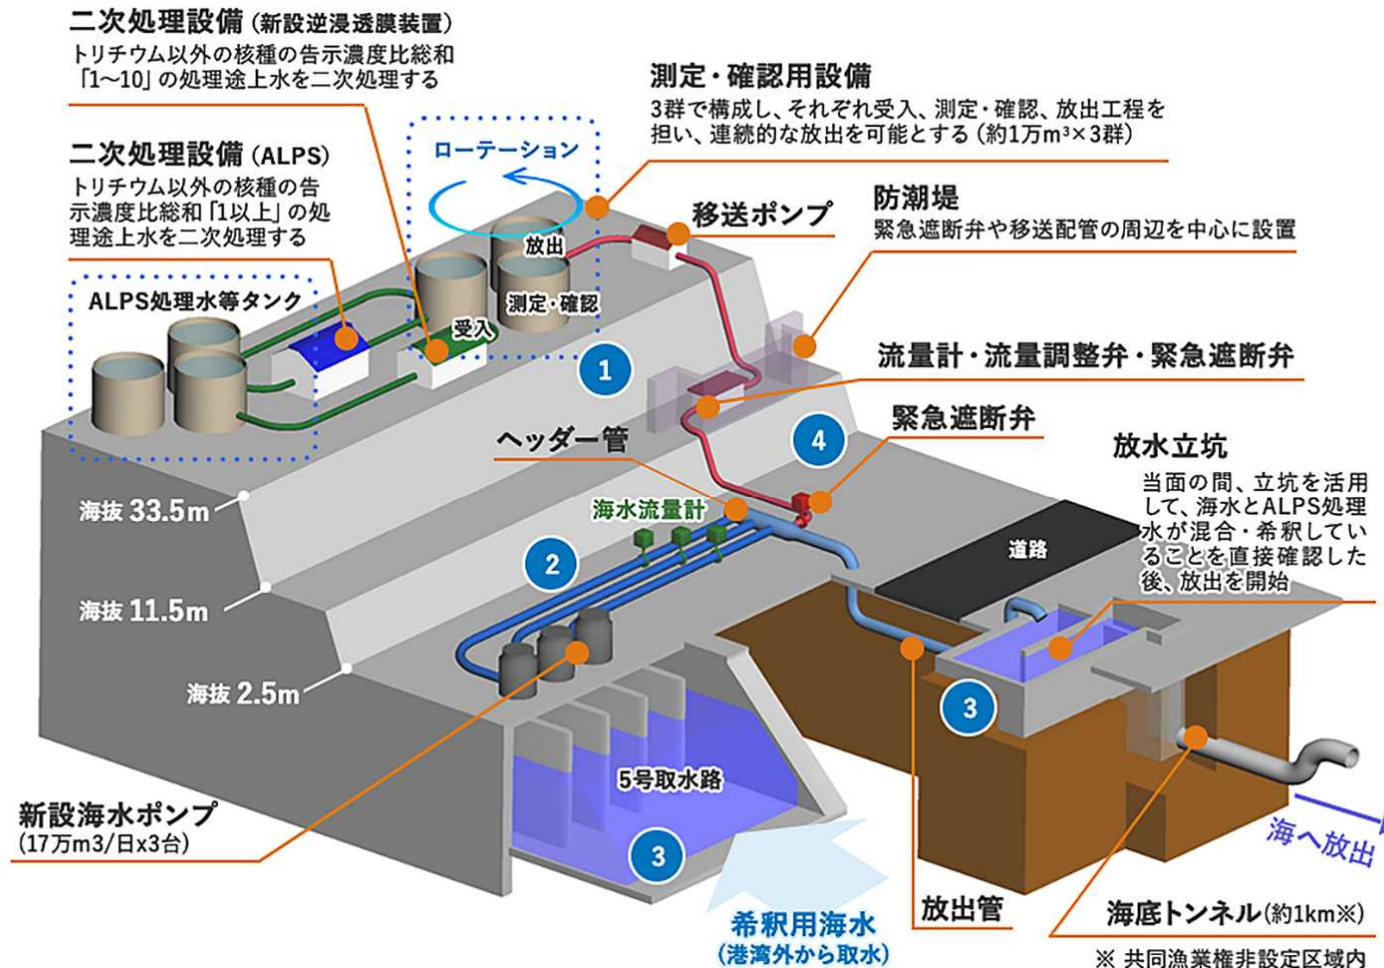 二次処理設備 (新設逆浸透膜装置)
トリチウム以外の核種の告示濃度比総和
「1〜10」の処理途上水を二次処理する
二次処理設備 (ALPS)
トリチウム以外の核種の告
示濃度比総和「1以上」の処
理途上水を二次処理する
ローテーション
測定・確認用設備
3群で構成し、それぞれ受入、測定・確認、放出工程を
担い、連続的な放出を可能とする (約1万m³×3群)
防潮堤
緊急遮断弁や移送配管の周辺を中心に設置
移送ポンプ
放出
測定・確認
受入
ALPS処理水等タンク
1
流量計・流量調整弁・緊急遮断弁
緊急遮断弁
4
ヘッダー管
放水立坑
当面の間、立坑を活用
して、海水とALPS処理
水が混合・希釈してい
ることを直接確認した
後、放出を開始
海抜 33.5m
海水流量計
道路
2
海抜 11.5m
海抜 2.5m
3
5号取水路
新設海水ポンプ
(17万m3/日x3台)
3
海へ放出
希釈用海水
(港湾外から取水)
放出管
海底トンネル(約1km※)
※ 共同漁業権非設定区域内